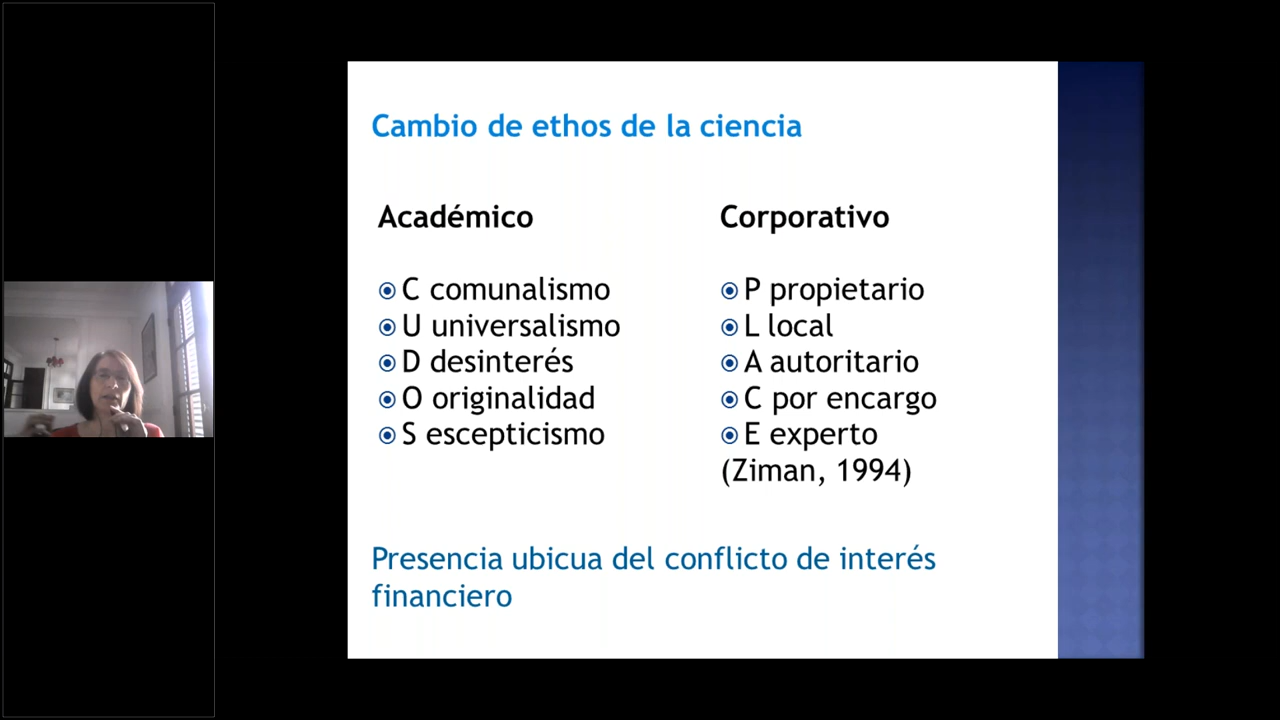 Cambio de ethos de la ciencia
Académico
C comunalismo
U universalismo
D desinterés
O originalidad
S escepticismo
Corporativo
P propietario
L local
A autoritario
C por encargo
E experto
(Ziman, 1994)
Presencia ubicua del conflicto de interés
financiero